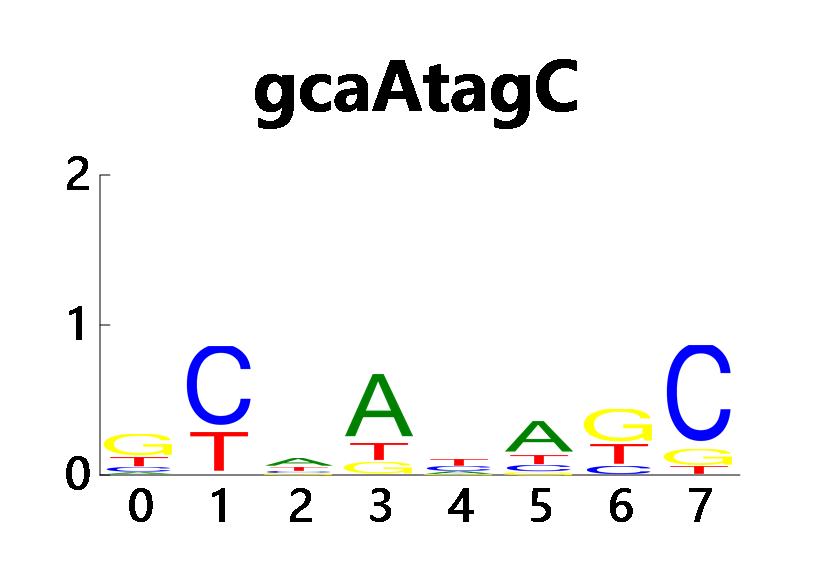 gcaAtagC
2
1
0
G C A A T A G C
T T T T C T T G
C C G C C T
A G A G
0 1 2 3 4 5 6 7